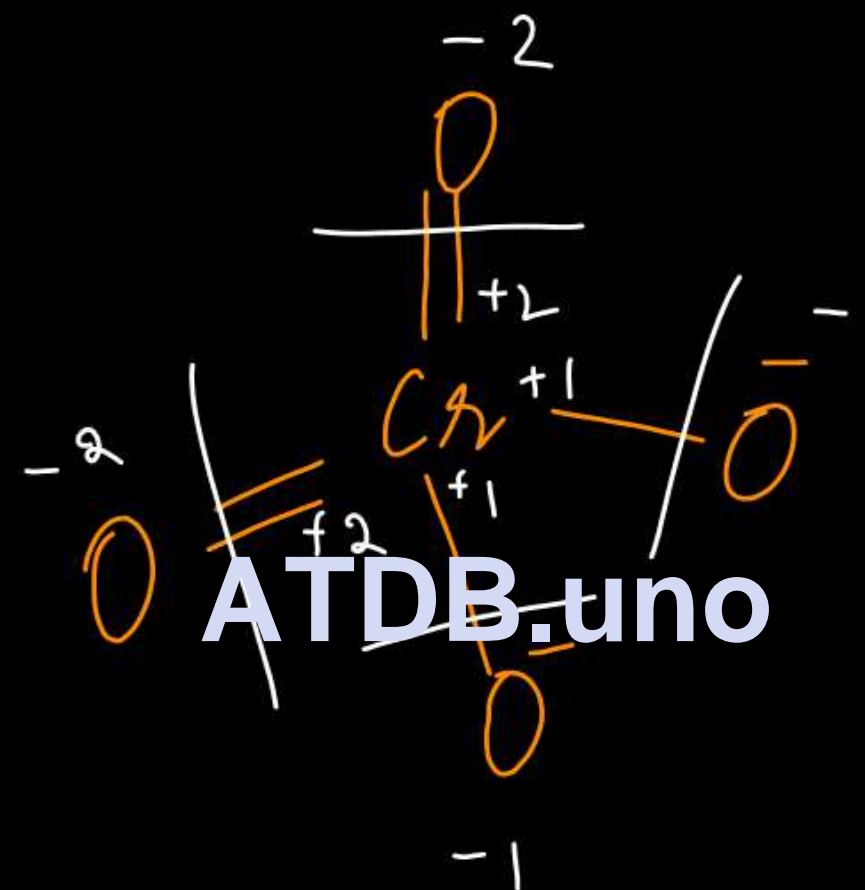 - 2
O
+2
Cr +1 -
- 2 +1 O -
O +2
ATDB.uno
-
O
- 1